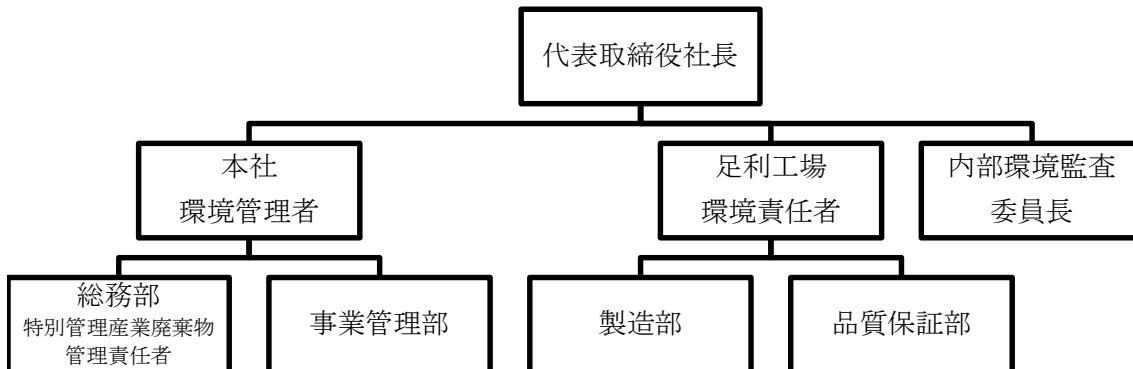 代表取締役社長
本社
環境管理者
足利工場
環境責任者
内部環境監査
委員長
総務部
特別管理産業廃棄物
管理責任者
事業管理部
製造部
品質保証部